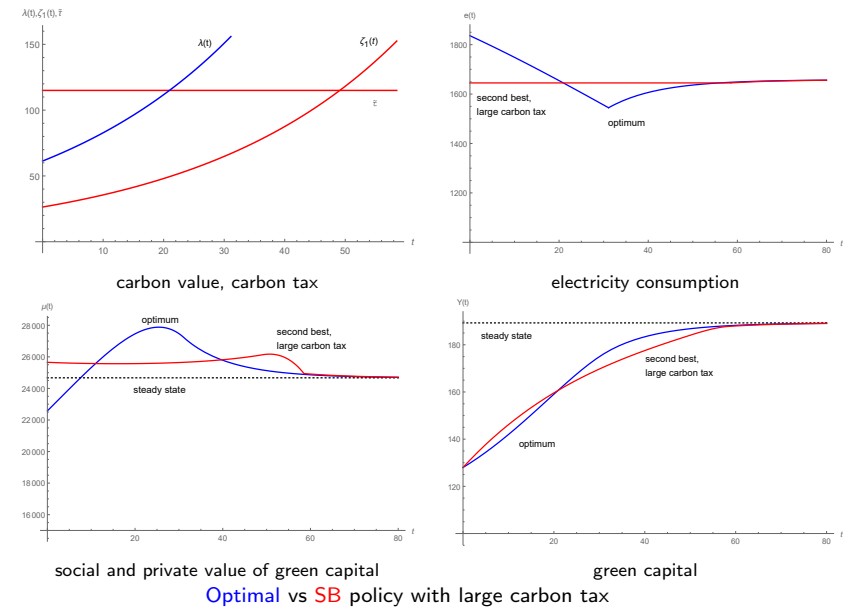 λ(t),ζ₁(t),τ̄
150
100
50
λ(t)
ζ₁(t)
τ̄
10 20 30 40 50 t
carbon value, carbon tax
e(t)
1800
1600
1400
1200
second best,
large carbon tax
optimum
20 40 60 80 t
electricity consumption
μ(t)
28000
26000
24000
22000
20000
18000
16000
optimum
second best,
large carbon tax
steady state
20 40 60 80 t
social and private value of green capital
Y(t)
180
160
140
120
steady state
second best,
large carbon tax
optimum
20 40 60 80 t
green capital
Optimal vs SB policy with large carbon tax